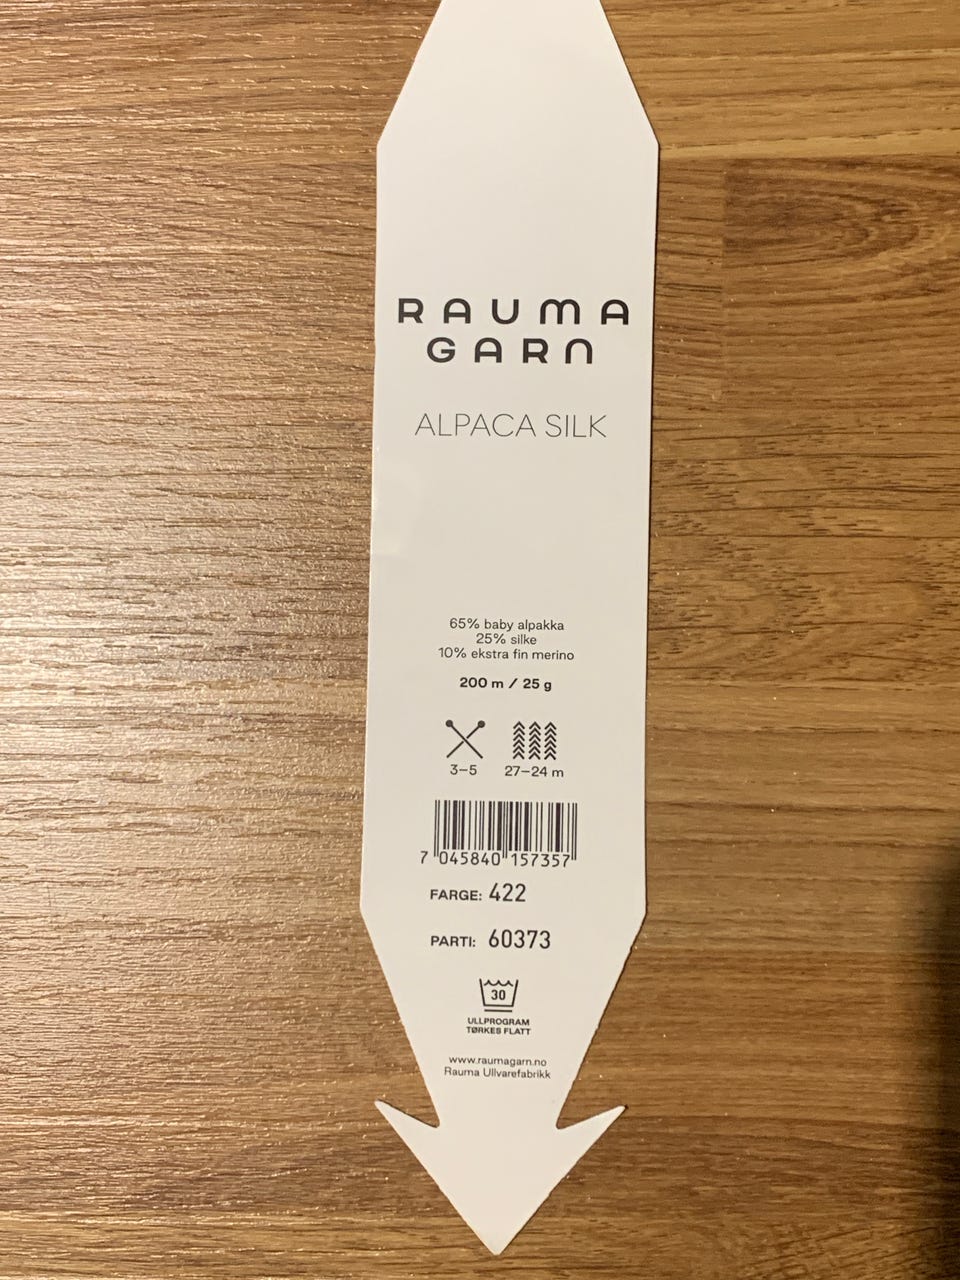 RAUMA
GARN
ALPACA SILK
65% baby alpakka
25% silke
10% ekstra fin merino
200 m / 25 g
3–5 27–24 m
7 045840 157357
FARGE: 422
PARTI: 60373
30
ULLPROGRAM
TØRKES FLATT
www.raumagarn.no
Rauma Ullvarefabrikk